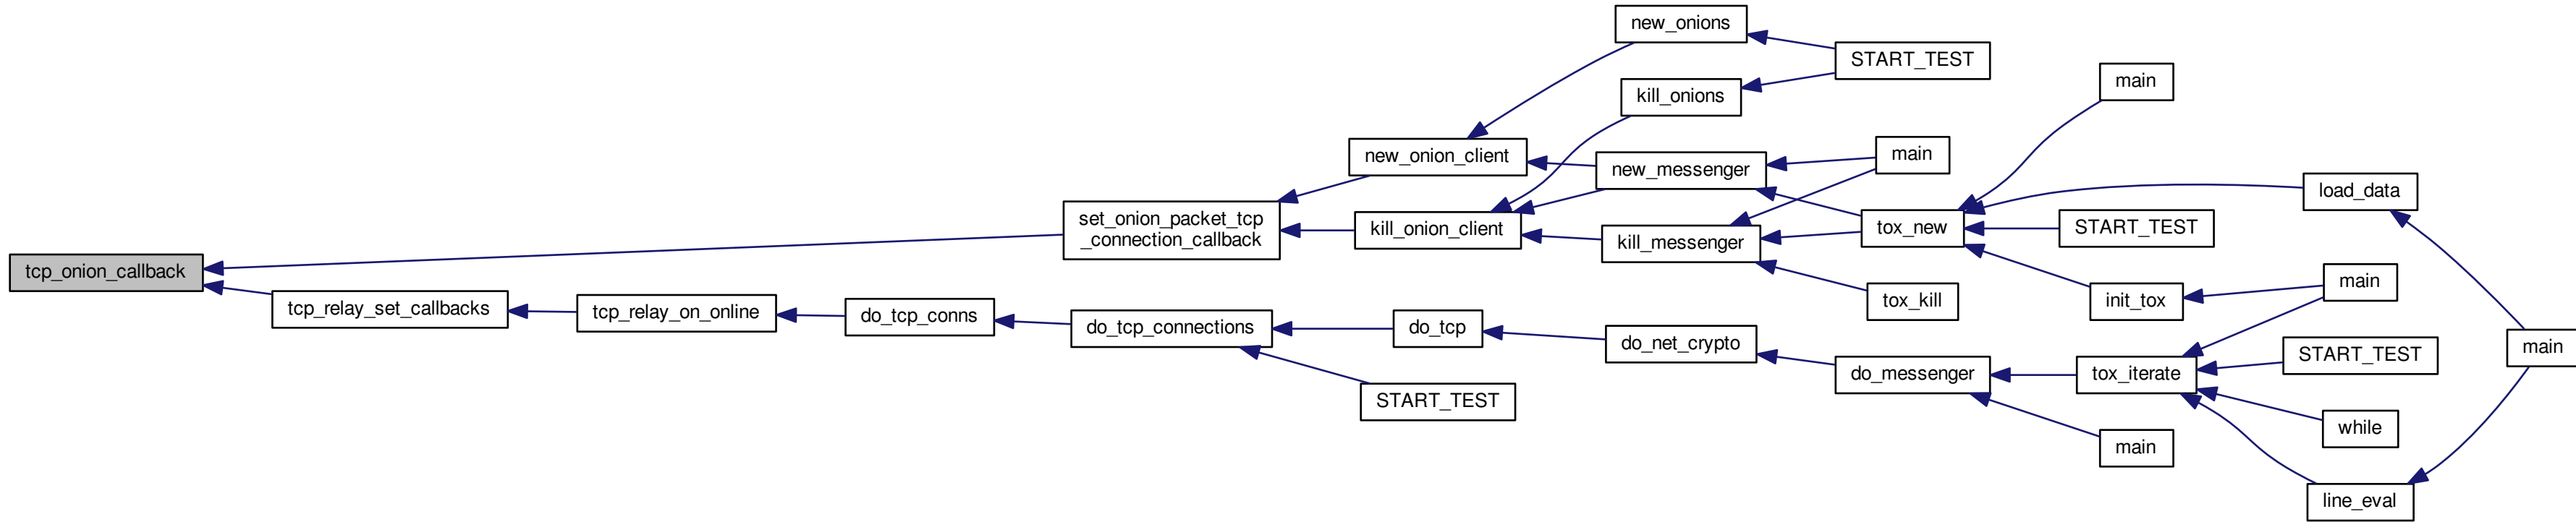 new_onions
START_TEST
main
kill_onions
new_onion_client
main
new_messenger
load_data
set_onion_packet_tcp
_connection_callback
kill_onion_client
kill_messenger
tox_new
START_TEST
tcp_onion_callback
main
tcp_relay_set_callbacks
tcp_relay_on_online
do_tcp_conns
tox_kill
init_tox
do_tcp_connections
do_tcp
do_net_crypto
main
START_TEST
do_messenger
tox_iterate
START_TEST
while
main
line_eval